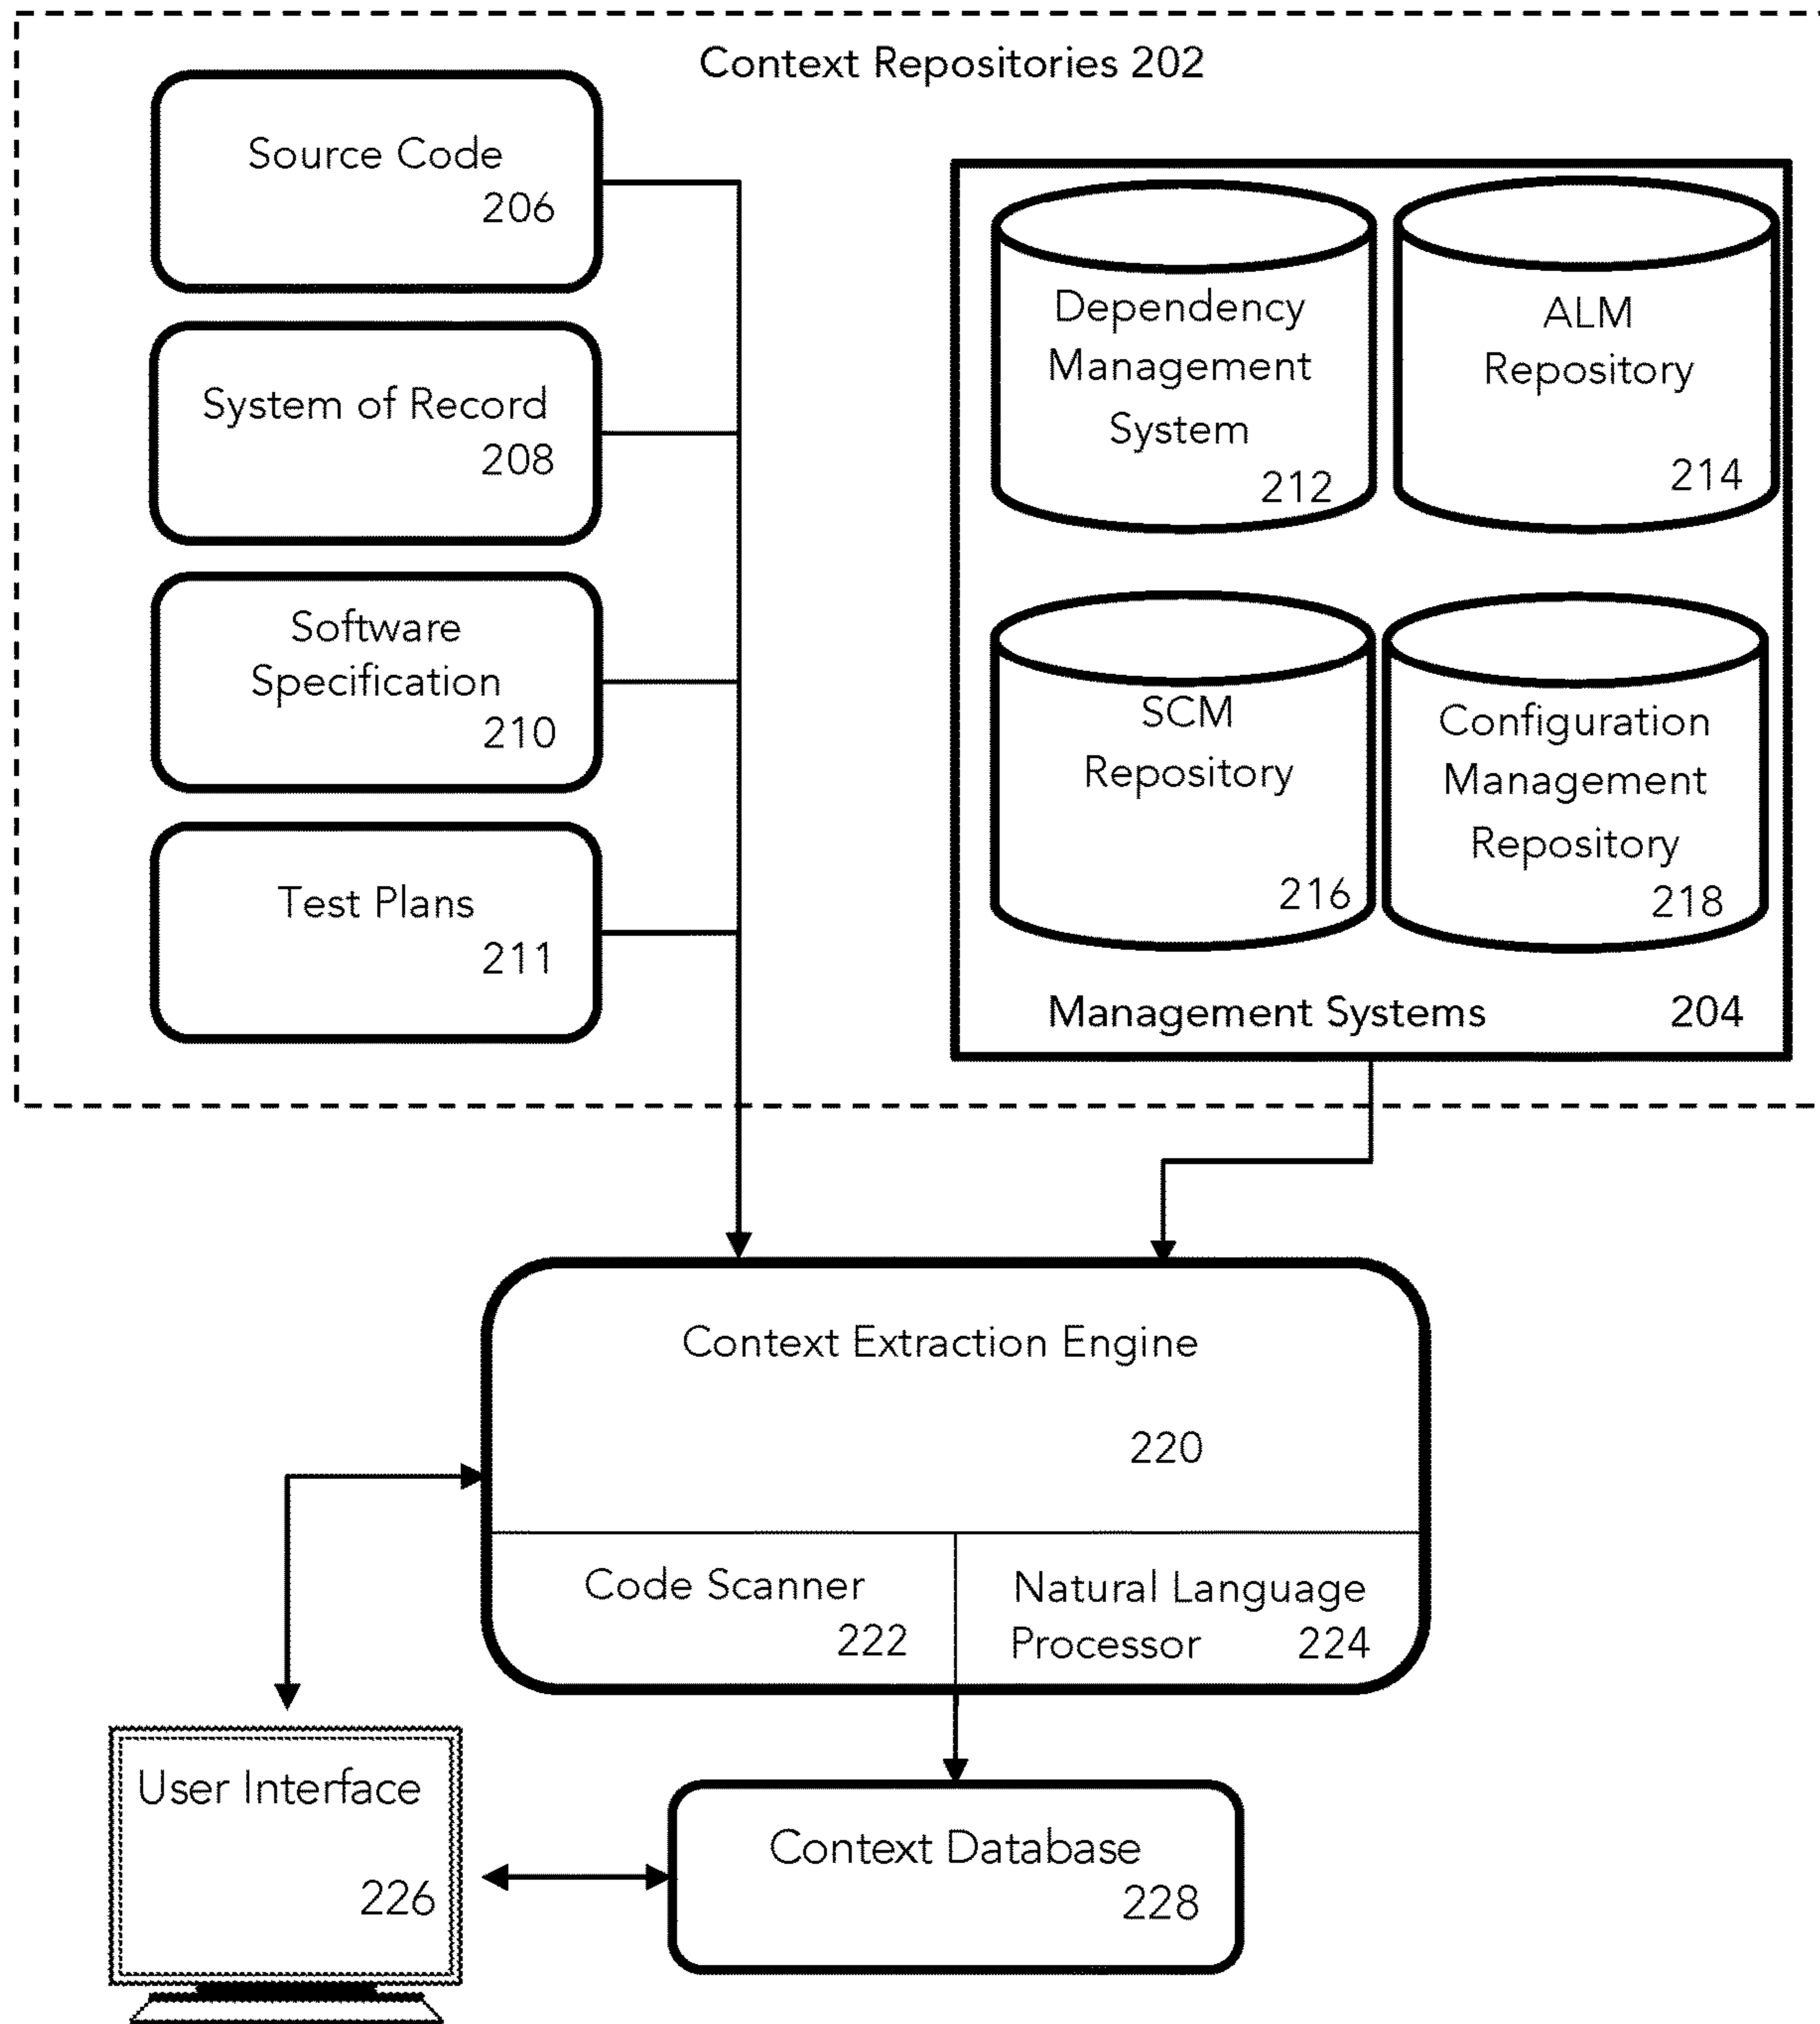 Context Repositories 202
Source Code
206
System of Record
208
Software
Specification
210
Test Plans
211
Dependency
Management
System
212
ALM
Repository
214
SCM
Repository
216
Configuration
Management
Repository
218
Management Systems 204
Context Extraction Engine
220
Code Scanner
222
Natural Language
Processor 224
User Interface
226
Context Database
228